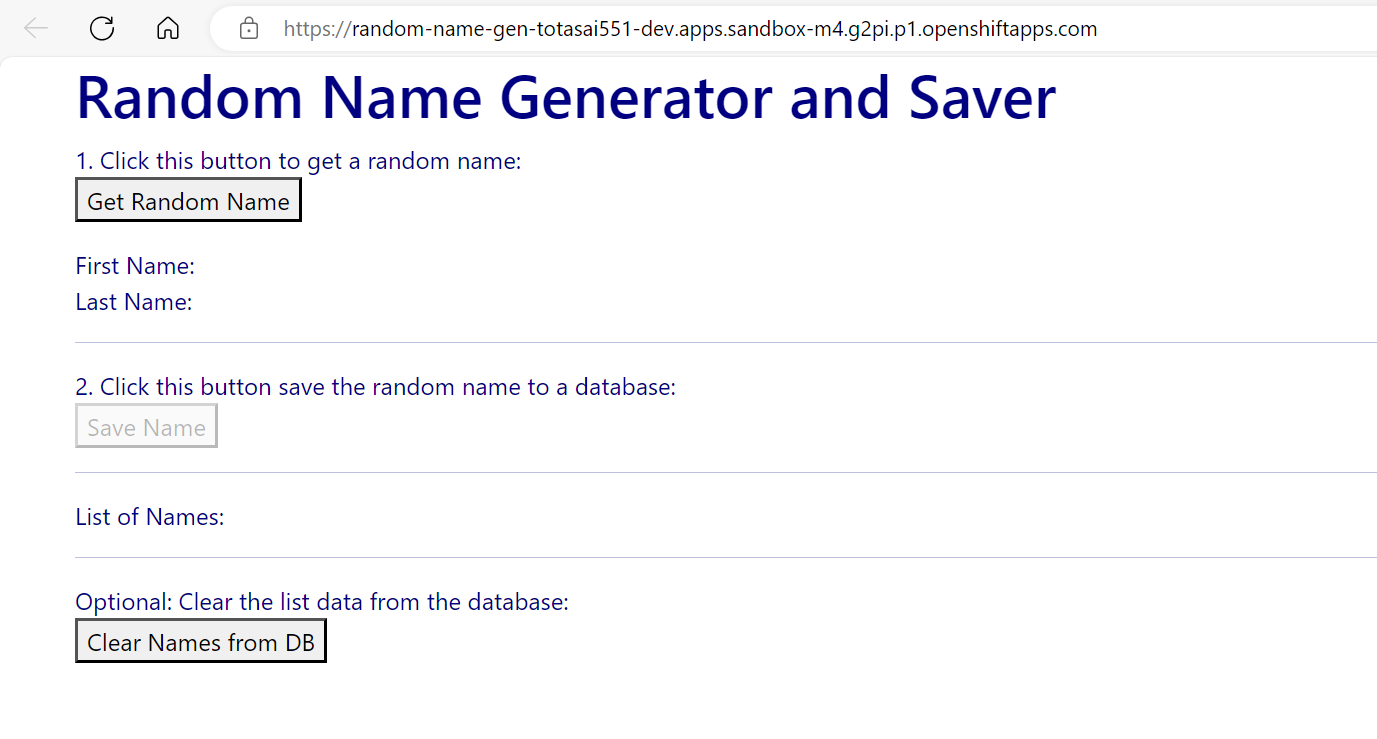 https://random-name-gen-totasai551-dev.apps.sandbox-m4.g2pi.p1.openshiftapps.com
Random Name Generator and Saver
1. Click this button to get a random name:
Get Random Name
First Name:
Last Name:
2. Click this button save the random name to a database:
Save Name
List of Names:
Optional: Clear the list data from the database:
Clear Names from DB